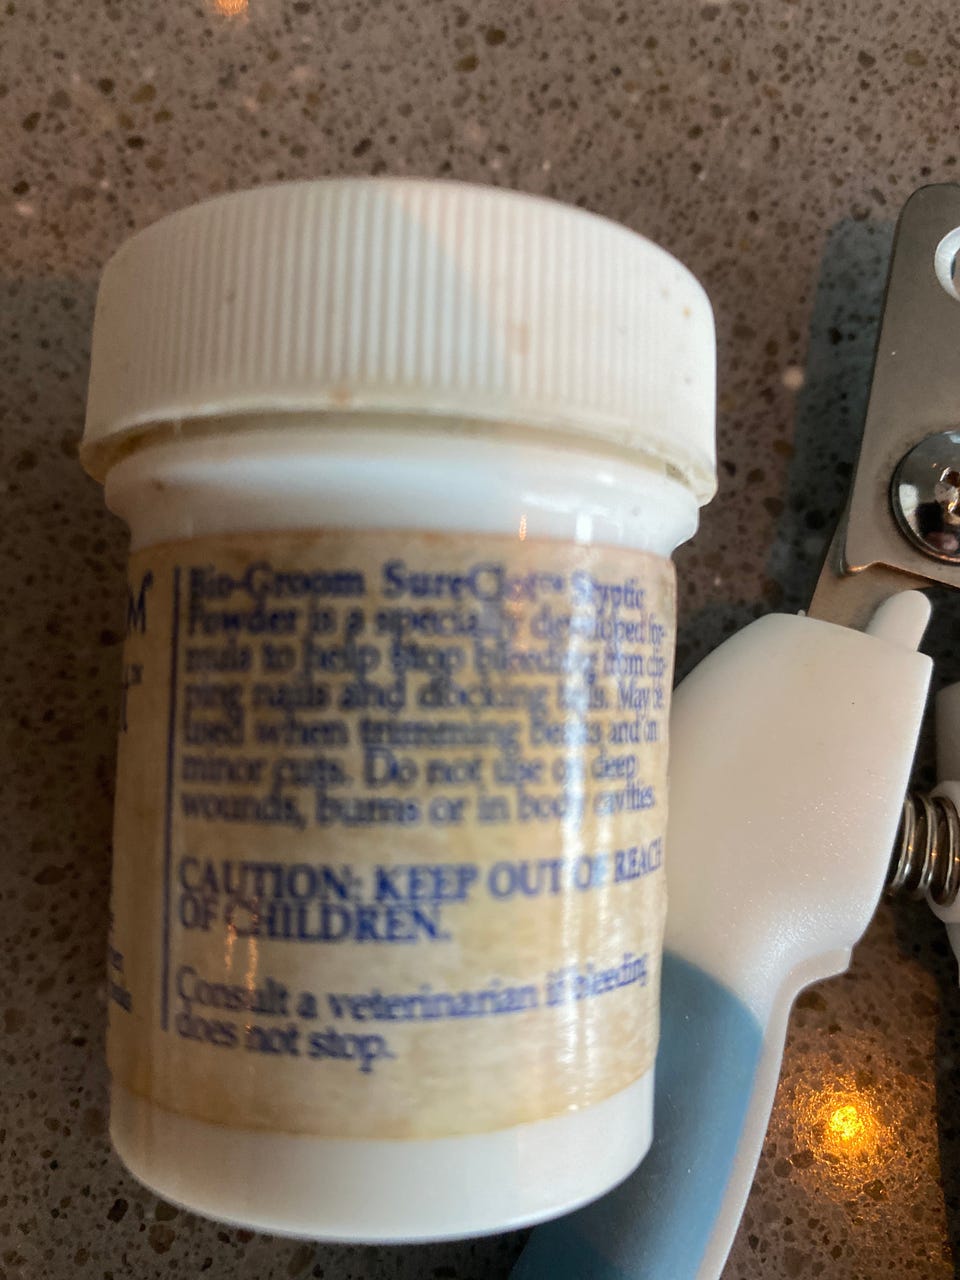 Bio-Groom SureClot™ Styptic
Powder is a specially developed for-
mula to help stop bleeding from clip-
ping nails and docking tails. May be
used when trimming beaks and on
minor cuts. Do not use on deep
wounds, burns or in body cavities.
CAUTION: KEEP OUT OF REACH
OF CHILDREN.
Consult a veterinarian if bleeding
does not stop.